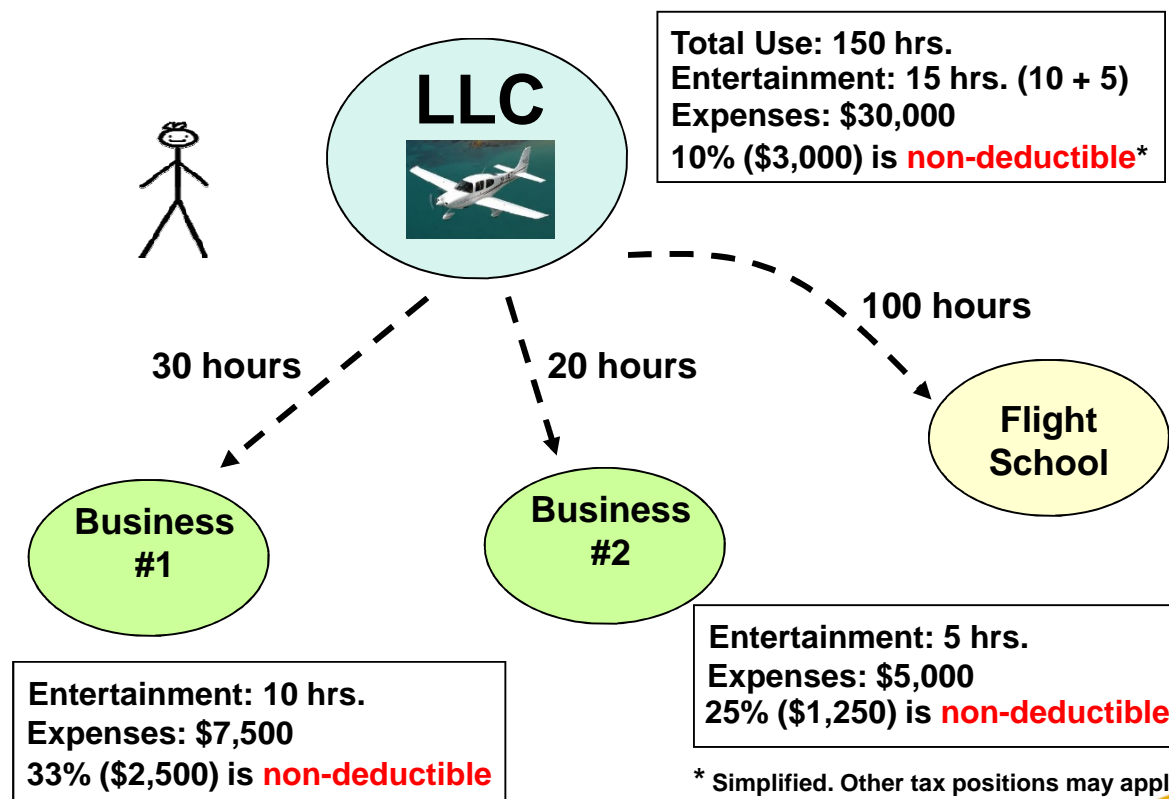 LLC
Total Use: 150 hrs.
Entertainment: 15 hrs. (10 + 5)
Expenses: $30,000
10% ($3,000) is non-deductible*
30 hours
20 hours
100 hours
Flight
School
Business
#1
Business
#2
Entertainment: 10 hrs.
Expenses: $7,500
33% ($2,500) is non-deductible
Entertainment: 5 hrs.
Expenses: $5,000
25% ($1,250) is non-deductible
* Simplified. Other tax positions may appl